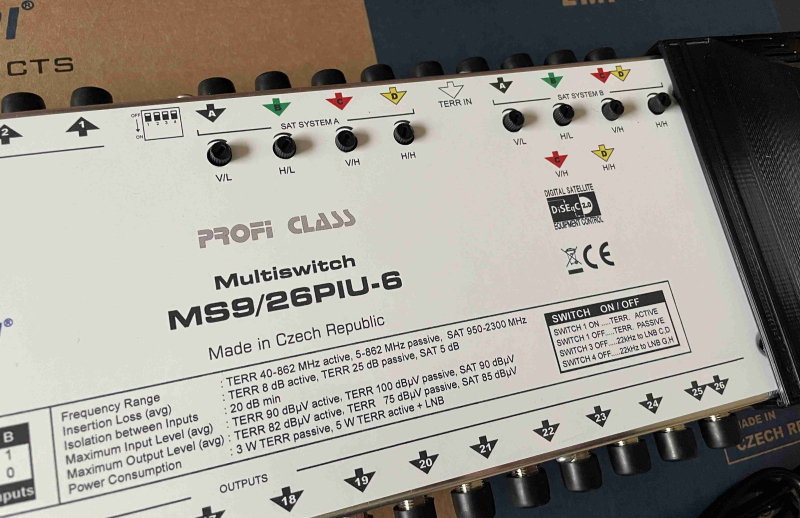 CTS
2
1
OFF
ON
1 2 3 4
A
B
C
D
TERR IN
A
B
C
D
SAT SYSTEM A
SAT SYSTEM B
V/L
H/L
V/H
H/H
V/L
H/L
V/H
H/H
C
D
V/H
H/H
DIGITAL SATELLITE
DiSEqC 2.0
EQUIPMENT CONTROL
CE
PROFI CLASS
Multiswitch
MS9/26PIU-6
Made in Czech Republic
SWITCH ON / OFF
SWITCH 1 ON .....TERR. ACTIVE
SWITCH 1 OFF....TERR. PASSIVE
SWITCH 3 OFF....22kHz to LNB C.D
SWITCH 4 OFF....22kHz to LNB G.H
Frequency Range : TERR 40-862 MHz active, 5-862 MHz passive, SAT 950-2300 MHz
Insertion Loss (avg) : TERR 8 dB active, TERR 25 dB passive, SAT 5 dB
Isolation between Inputs : 20 dB min
Maximum Input Level (avg) : TERR 90 dBµV active, TERR 100 dBµV passive, SAT 90 dBµV
Maximum Output Level (avg) : TERR 82 dBµV active, TERR 75 dBµV passive, SAT 85 dBµV
Power Consumption : 3 W TERR passive, 5 W TERR active + LNB
B
1
0
puts
OUTPUTS
18
19
20
21
22
23
24
25
26
MADE IN
CZECH RE